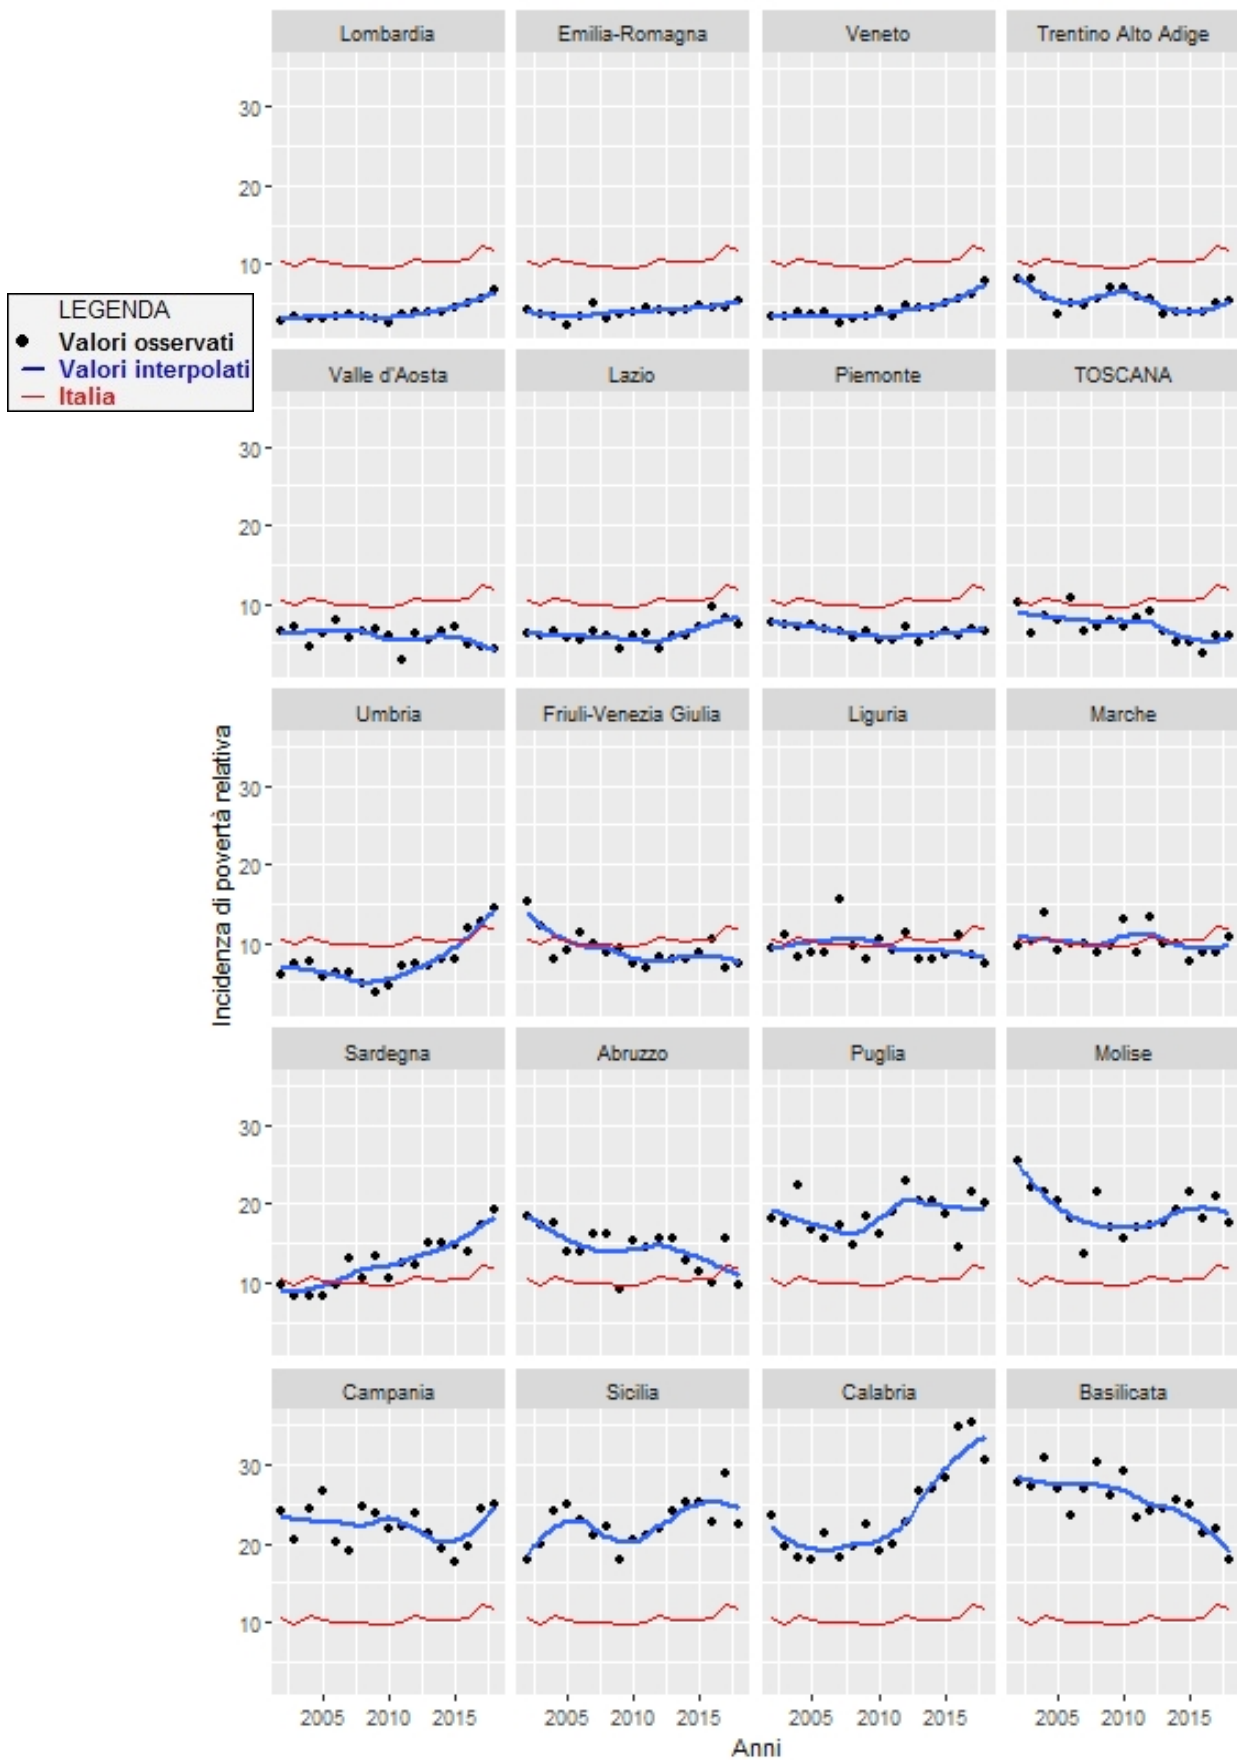 Lombardia Emilia-Romagna Veneto Trentino Alto Adige
30
20
10
LEGENDA
Valori osservati
Valori interpolati
Italia
Valle d'Aosta Lazio Piemonte TOSCANA
30
20
10
Incidenza di povertà relativa
Umbria Friuli-Venezia Giulia Liguria Marche
30
20
10
Sardegna Abruzzo Puglia Molise
30
20
10
Campania Sicilia Calabria Basilicata
30
20
10
2005 2010 2015 2005 2010 2015 2005 2010 2015 2005 2010 2015
Anni